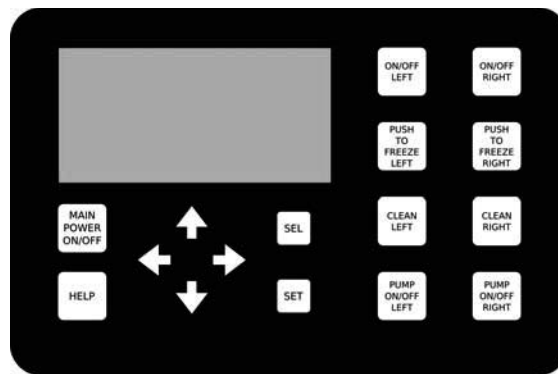 ON/OFF
LEFT
ON/OFF
RIGHT
PUSH
TO
FREEZE
LEFT
PUSH
TO
FREEZE
RIGHT
MAIN
POWER
ON/OFF
SEL
CLEAN
LEFT
CLEAN
RIGHT
HELP
SET
PUMP
ON/OFF
LEFT
PUMP
ON/OFF
RIGHT